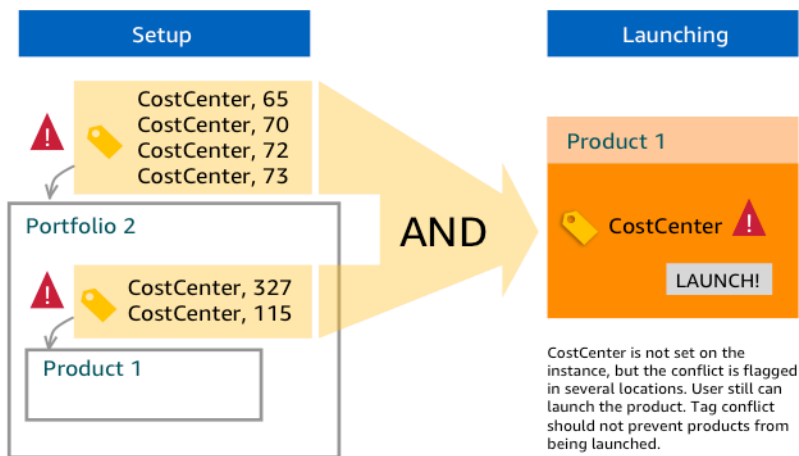 Setup
Launching
CostCenter, 65
CostCenter, 70
CostCenter, 72
CostCenter, 73
!
Portfolio 2
CostCenter, 327
CostCenter, 115
!
Product 1
AND
Product 1
CostCenter
!
LAUNCH!
CostCenter is not set on the
instance, but the conflict is flagged
in several locations. User still can
launch the product. Tag conflict
should not prevent products from
being launched.